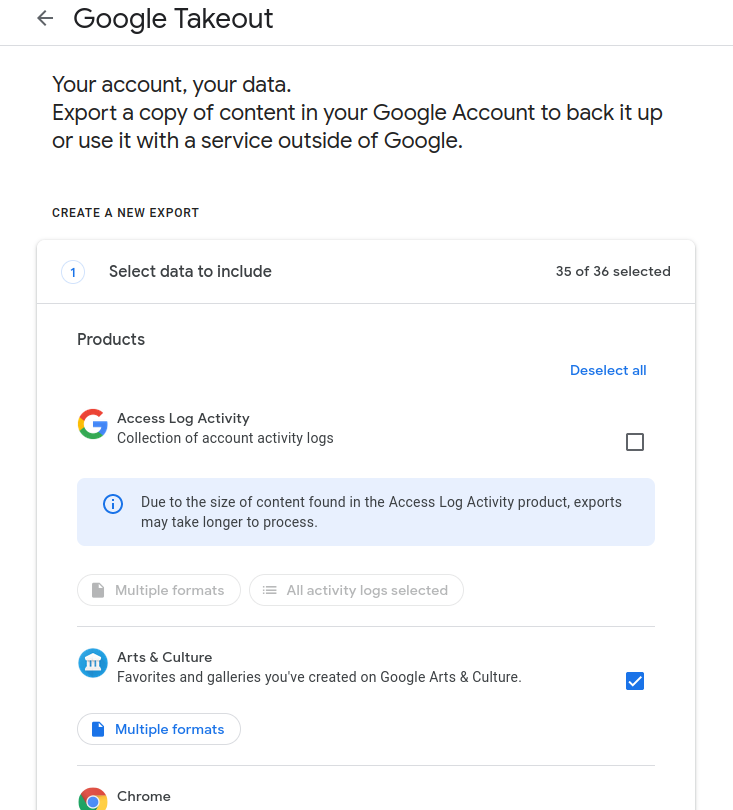 Google Takeout
Your account, your data.
Export a copy of content in your Google Account to back it up
or use it with a service outside of Google.
CREATE A NEW EXPORT
1 Select data to include 35 of 36 selected
Products
Deselect all
Access Log Activity
Collection of account activity logs
Due to the size of content found in the Access Log Activity product, exports
may take longer to process.
Multiple formats All activity logs selected
Arts & Culture
Favorites and galleries you've created on Google Arts & Culture.
Multiple formats
Chrome